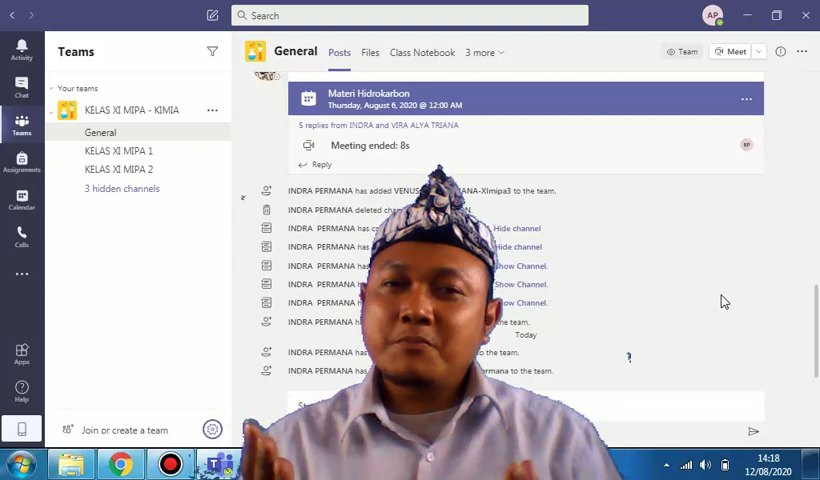 Search
AP
Activity
Chat
Teams
Assignments
Calendar
Calls
Apps
Help
Teams
Your teams
KELAS XI MIPA - KIMIA
General
KELAS XI MIPA 1
KELAS XI MIPA 2
3 hidden channels
Join or create a team
General Posts Files Class Notebook 3 more
Team
Meet
Materi Hidrokarbon
Thursday, August 6, 2020 @ 12:00 AM
5 replies from INDRA and VIRA ALYA TRIANA
Meeting ended: 8s
Reply
INDRA PERMANA has added VENUS ANA-XImipa3 to the team.
INDRA PERMANA deleted
INDRA PERMANA has Hide channel
INDRA PERMANA has Hide channel
INDRA PERMANA has Show Channel.
INDRA PERMANA has Show Channel.
INDRA PERMANA Show Channel.
INDRA PERMANA has the team.
Today
INDRA PERMANA has to the team.
INDRA PERMANA has ermana to the team.
14:18
12/08/2020